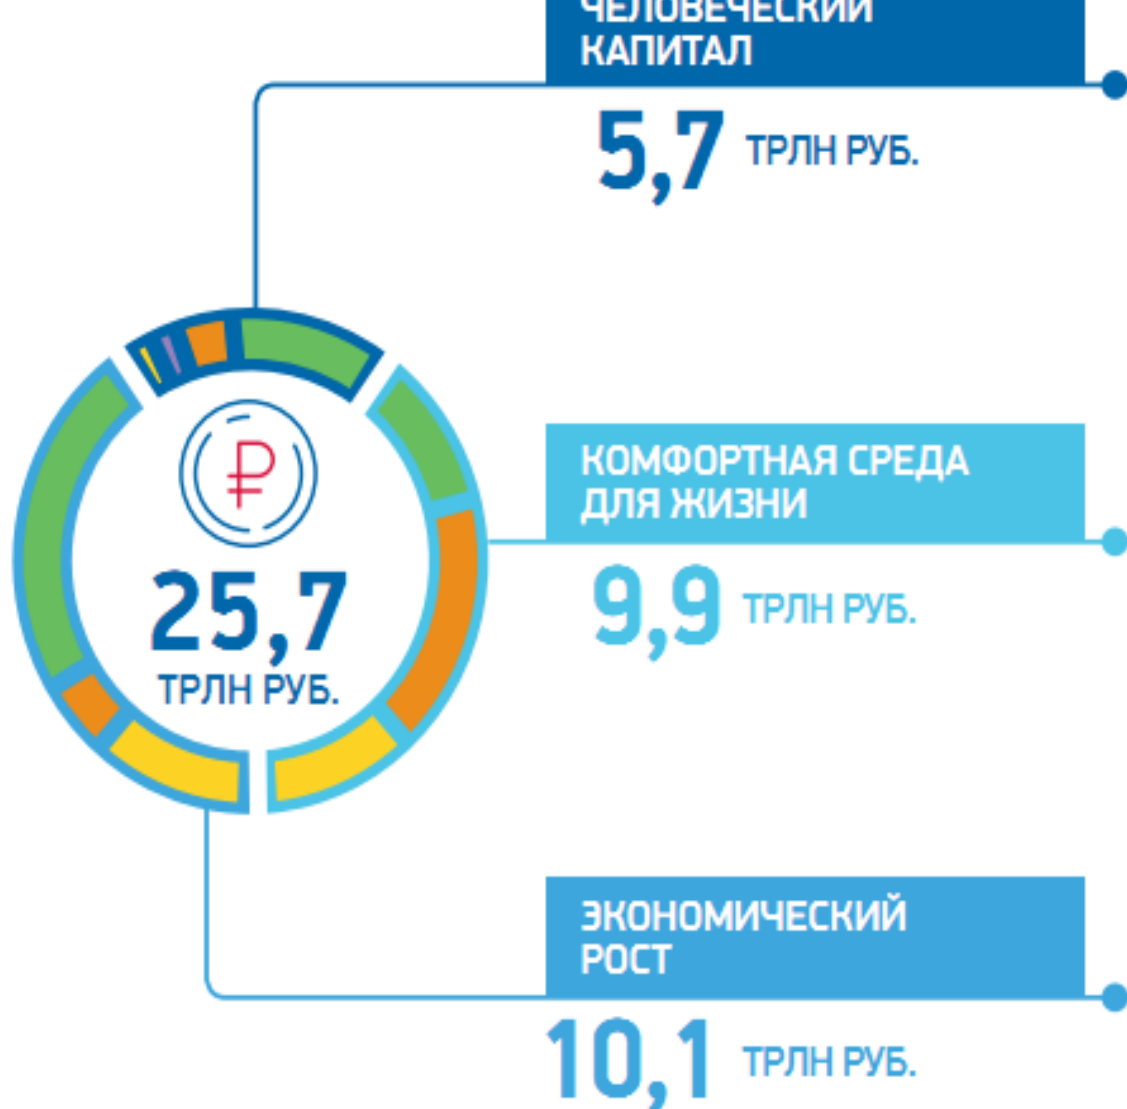 ЧЕЛОВЕЧЕСКИЙ
КАПИТАЛ
5,7 ТРЛН РУБ.
КОМФОРТНАЯ СРЕДА
ДЛЯ ЖИЗНИ
9,9 ТРЛН РУБ.
₽
25,7
ТРЛН РУБ.
ЭКОНОМИЧЕСКИЙ
РОСТ
10,1 ТРЛН РУБ.